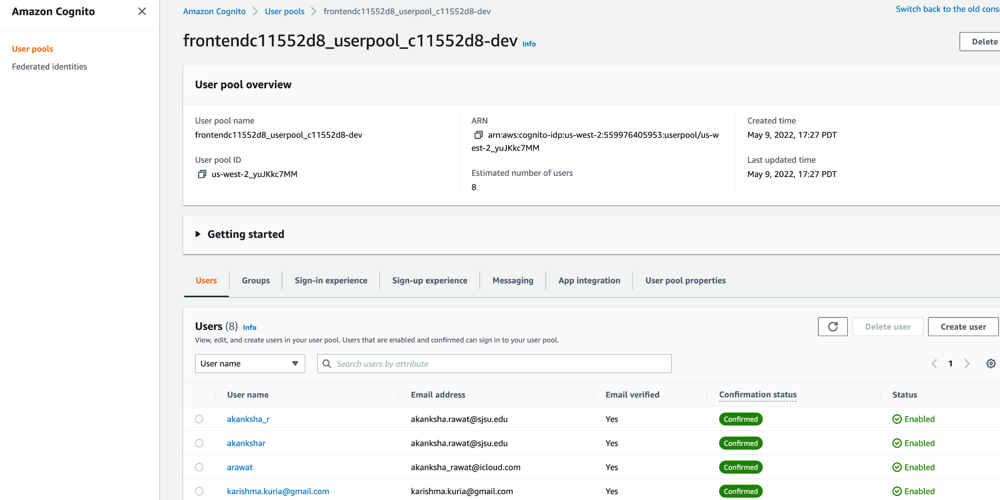 Amazon Cognito
User pools
Federated identities
Amazon Cognito > User pools > frontendc11552d8_userpool_c11552d8-dev
Switch back to the old
frontendc11552d8_userpool_c11552d8-dev Info
Delete
User pool overview
User pool name
frontendc11552d8_userpool_c11552d8-dev
User pool ID
us-west-2_yuJKkc7MM
ARN
arn:aws:cognito-idp:us-west-2:559976405953:userpool/us-w
est-2_yuJKkc7MM
Estimated number of users
8
Created time
May 9, 2022, 17:27 PDT
Last updated time
May 9, 2022, 17:27 PDT
Getting started
Users Groups Sign-in experience Sign-up experience Messaging App integration User pool properties
Users (8) Info
View, edit, and create users in your user pool. Users that are enabled and confirmed can sign in to your user pool.
Delete user Create user
User name Search users by attribute 1
User name Email address Email verified Confirmation status Status
akanksha_r akanksha.rawat@sjsu.edu Yes Confirmed Enabled
akankshar akanksha.rawat@sjsu.edu Yes Confirmed Enabled
arawat akanksha_rawat@icloud.com Yes Confirmed Enabled
karishma.kuria@gmail.com karishma.kuria@gmail.com Yes Confirmed Enabled